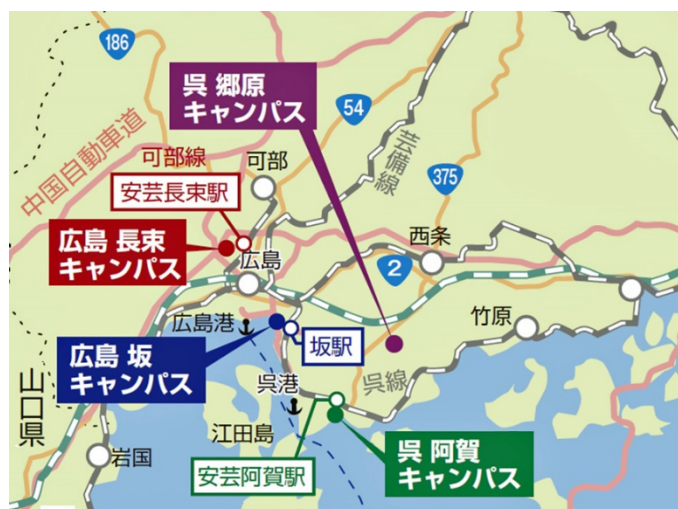 186
呉 郷原
キャンパス
54
中国自動車道
可部線
可部
芸備線
安芸長束駅
375
広島 長束
キャンパス
広島
西条
2
広島港
坂駅
竹原
広島 坂
キャンパス
呉港
呉線
山口県
江田島
岩国
安芸阿賀駅
呉 阿賀
キャンパス